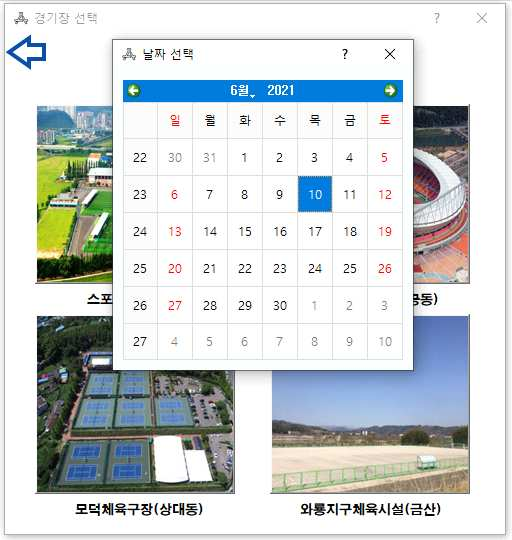 경기장 선택
? ×
날짜 선택
? ×
6월 2021
일 월 화 수 목 금 토
22 30 31 1 2 3 4 5
23 6 7 8 9 10 11 12
24 13 14 15 16 17 18 19
25 20 21 22 23 24 25 26
26 27 28 29 30 1 2 3
27 4 5 6 7 8 9 10
스포
공동)
모덕체육구장(상대동)
와룡지구체육시설(금산)